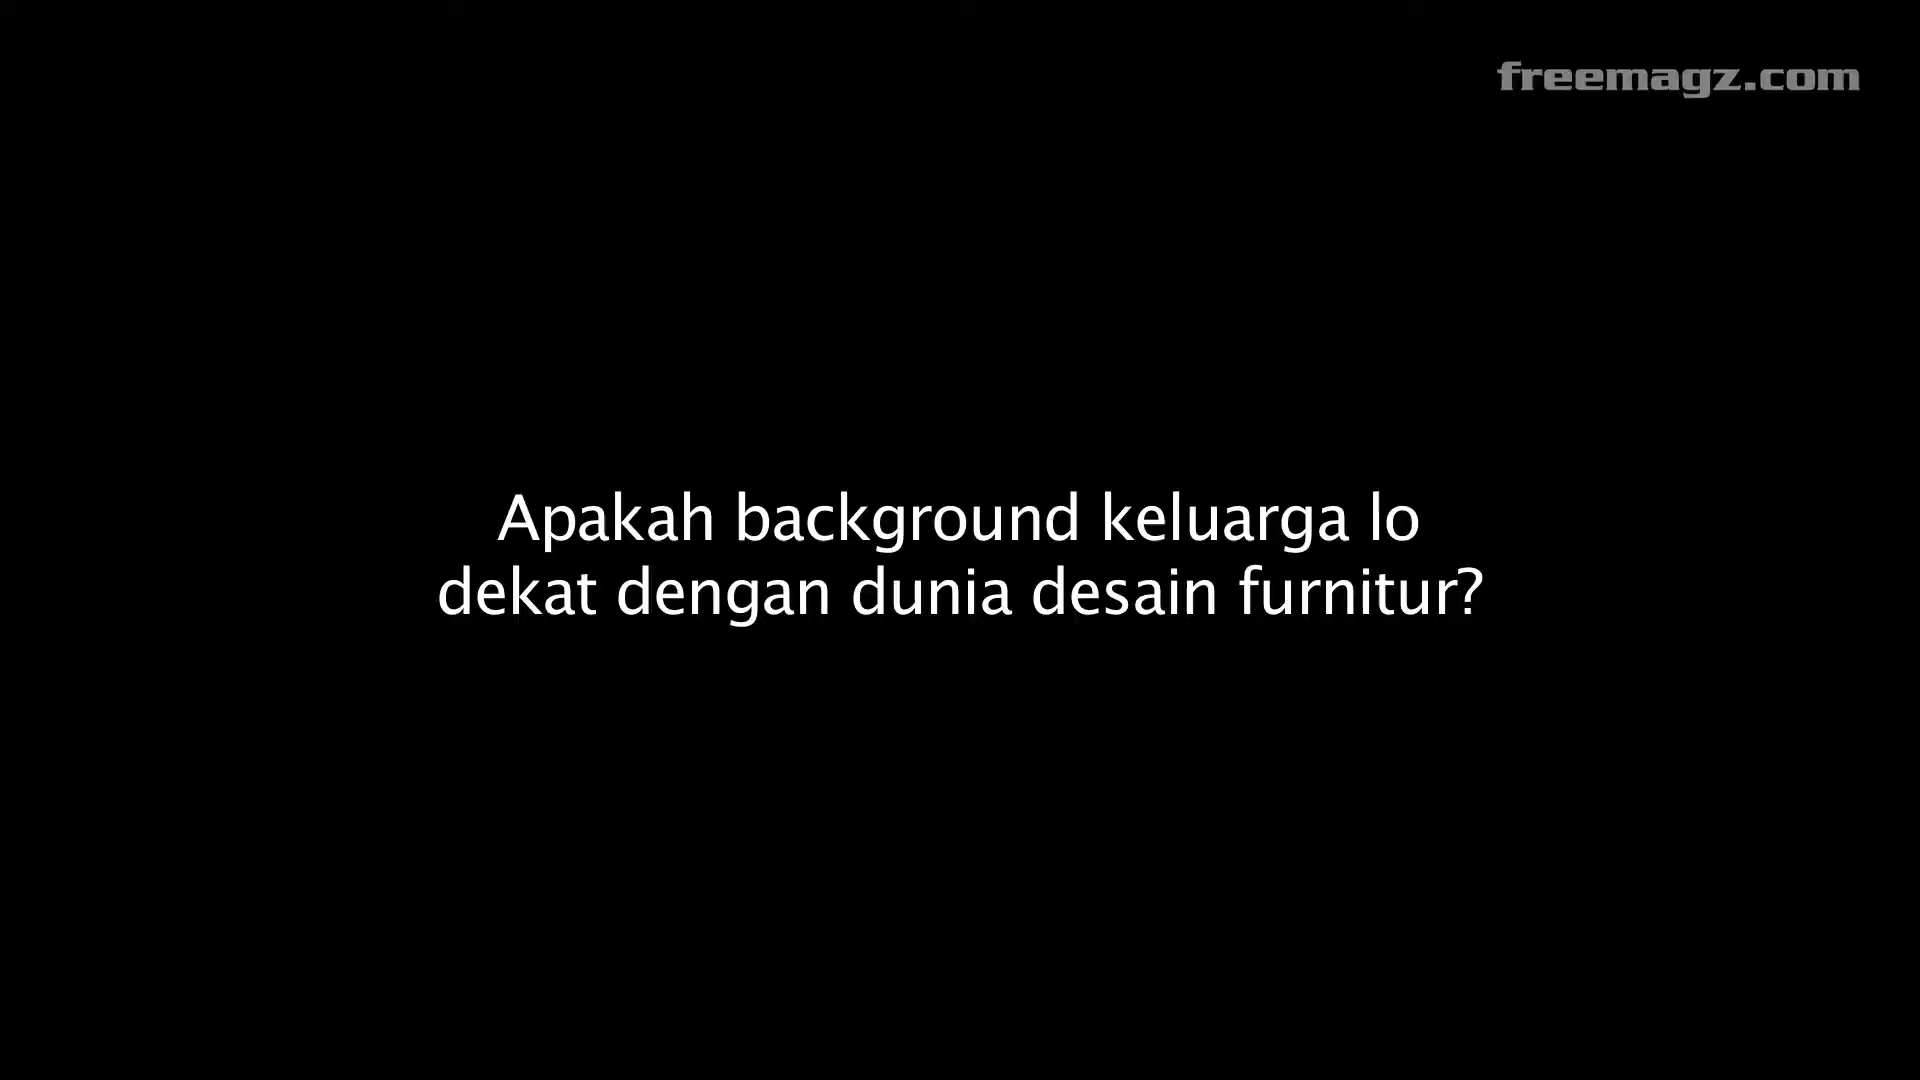 freemagz.com
Apakah background keluarga lo
dekat dengan dunia desain furnitur?